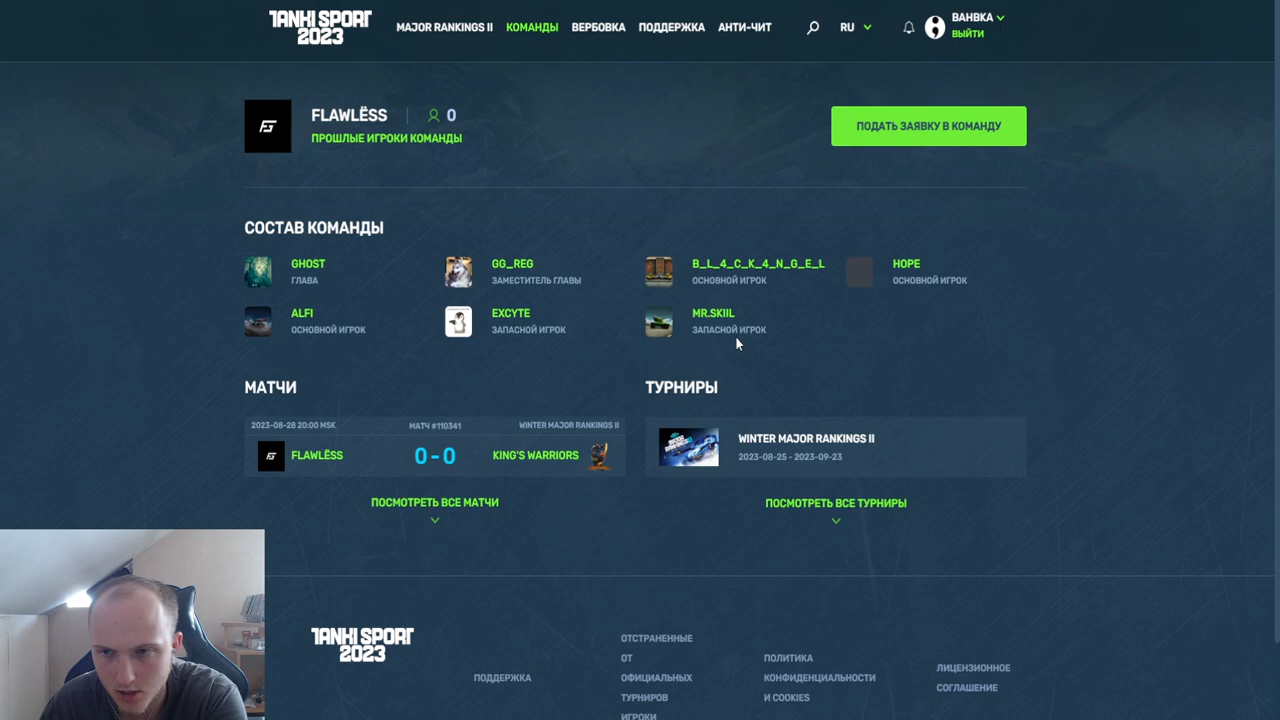 TANKI SPORT
2023
MAJOR RANKINGS II
КОМАНДЫ
ВЕРБОВКА
ПОДДЕРЖКА
АНТИ-ЧИТ
RU
ВАНВКА
ВЫЙТИ
FLAWLËSS
0
ПРОШЛЫЕ ИГРОКИ КОМАНДЫ
ПОДАТЬ ЗАЯВКУ В КОМАНДУ
СОСТАВ КОМАНДЫ
GHOST
ГЛАВА
GG_REG
ЗАМЕСТИТЕЛЬ ГЛАВЫ
B_L_4_C_K_4_N_G_E_L
ОСНОВНОЙ ИГРОК
HOPE
ОСНОВНОЙ ИГРОК
ALFI
ОСНОВНОЙ ИГРОК
EXCYTE
ЗАПАСНОЙ ИГРОК
MR.SKIIL
ЗАПАСНОЙ ИГРОК
МАТЧИ
2023-08-28 20:00 MSK
МАТЧ #110341
WINTER MAJOR RANKINGS II
FLAWLËSS
0 - 0
KING'S WARRIORS
ПОСМОТРЕТЬ ВСЕ МАТЧИ
ТУРНИРЫ
WINTER MAJOR RANKINGS II
2023-08-25 - 2023-09-23
ПОСМОТРЕТЬ ВСЕ ТУРНИРЫ
TANKI SPORT
2023
ПОДДЕРЖКА
ОТСТРАНЕННЫЕ
ОТ
ОФИЦИАЛЬНЫХ
ТУРНИРОВ
ИГРОКИ
ПОЛИТИКА
КОНФИДЕНЦИАЛЬНОСТИ
И COOKIES
ЛИЦЕНЗИОННОЕ
СОГЛАШЕНИЕ